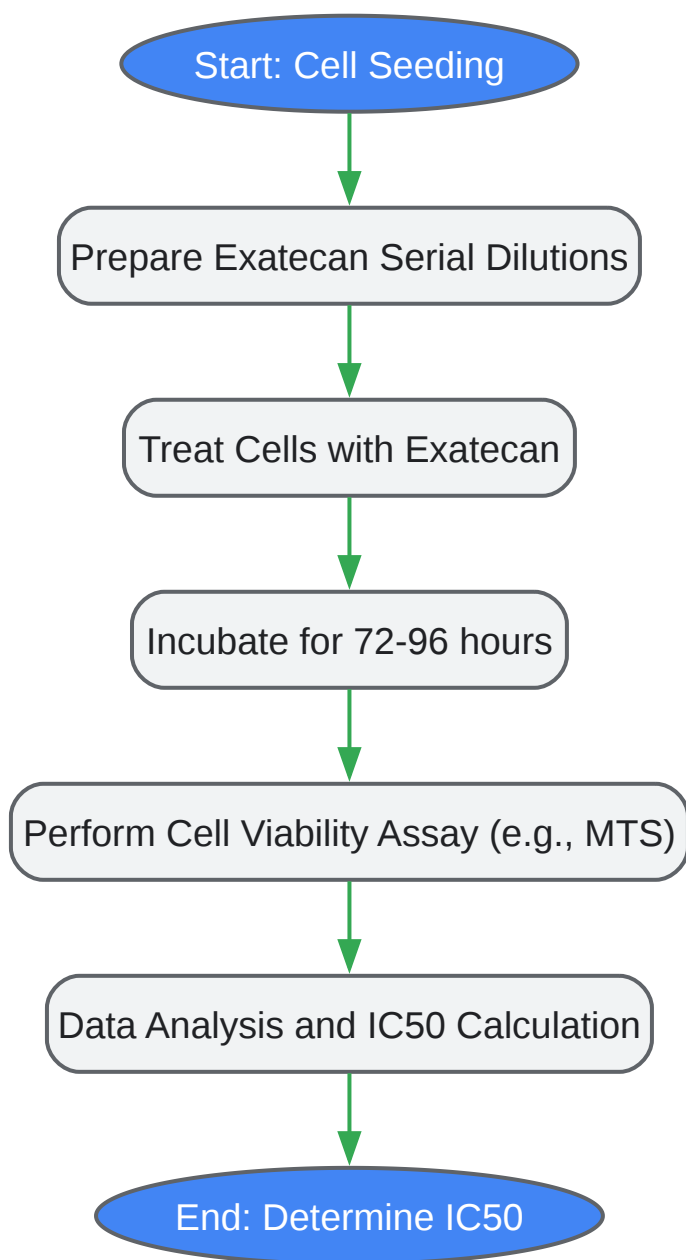 Start: Cell Seeding
Prepare Exatecan Serial Dilutions
Treat Cells with Exatecan
Incubate for 72-96 hours
Perform Cell Viability Assay (e.g., MTS)
Data Analysis and IC50 Calculation
End: Determine IC50